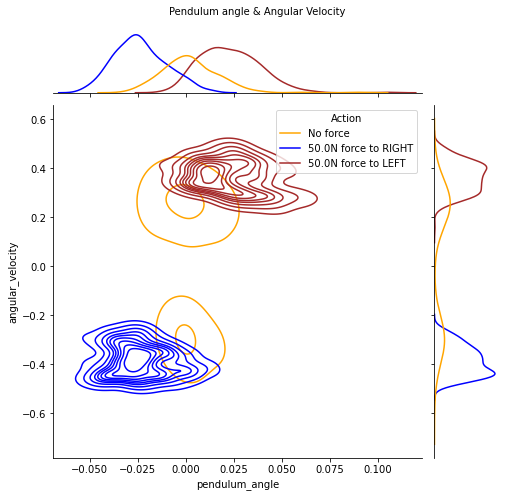 Pendulum angle & Angular Velocity
Action
No force
50.0N force to RIGHT
50.0N force to LEFT
0.6
0.4
0.2
0.0
−0.2
−0.4
−0.6
angular_velocity
−0.050 −0.025 0.000 0.025 0.050 0.075 0.100
pendulum_angle